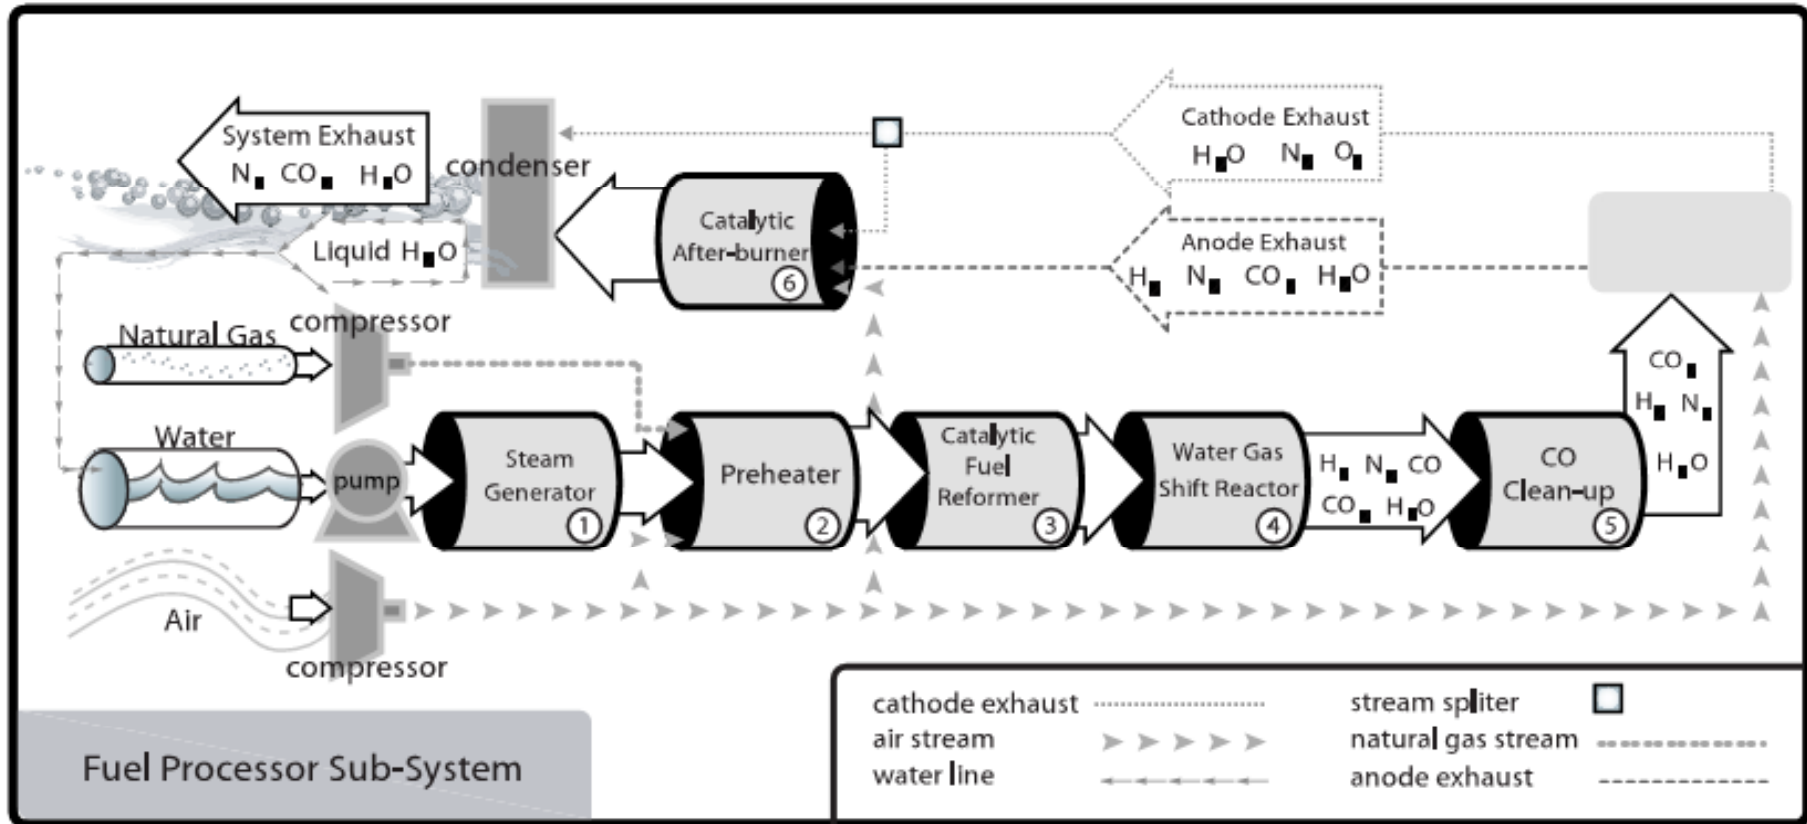 System Exhaust
N■ CO■ H■O
condenser
Cathode Exhaust
H■O N■ O■
Catalytic
After-burner
6
Anode Exhaust
H■ N■ CO■ H■O
Liquid H■O
compressor
Natural Gas
Water
pump
Steam
Generator
1
Preheater
2
Catalytic
Fuel
Reformer
3
Water Gas
Shift Reactor
4
H■ N■ CO
CO■ H■O
CO
Clean-up
5
CO■
H■ N■
H■O
Air
compressor
cathode exhaust
air stream
water line
stream spliter
natural gas stream
anode exhaust
Fuel Processor Sub-System